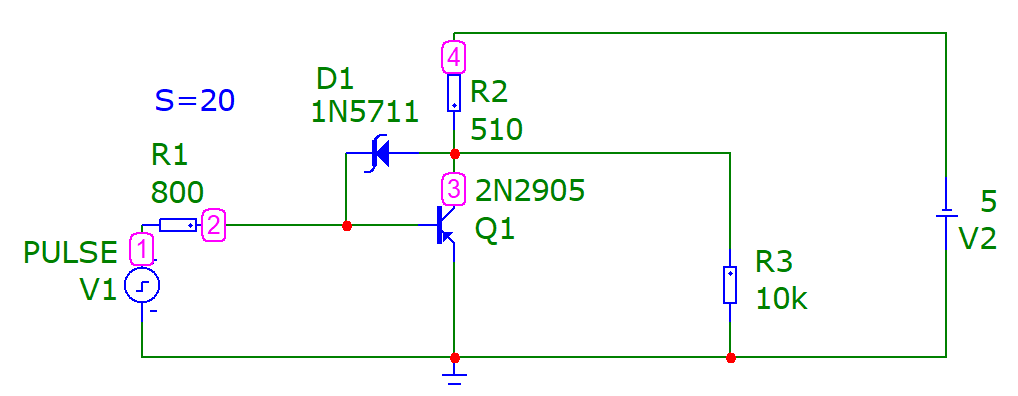 4
D1
1N5711
S=20
R2
510
R1
800
3
2N2905
Q1
2
1
PULSE
V1
5
V2
R3
10k